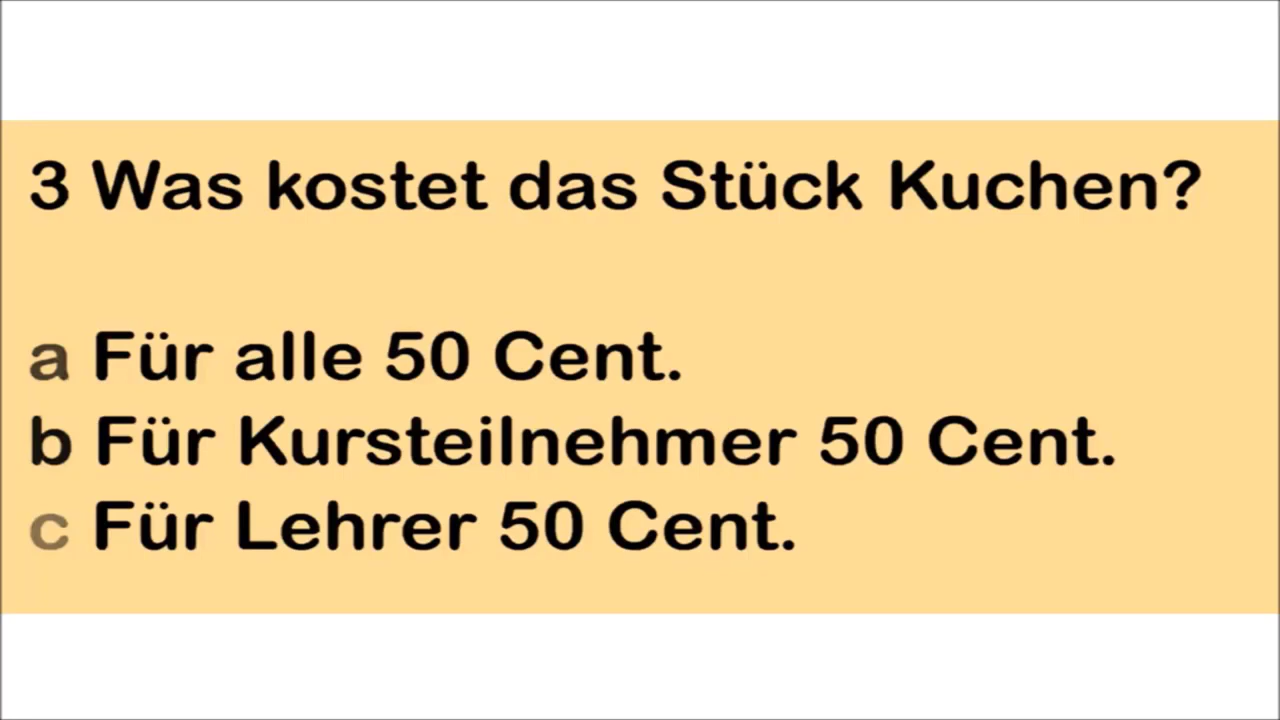 3 Was kostet das Stück Kuchen?
a Für alle 50 Cent.
b Für Kursteilnehmer 50 Cent.
c Für Lehrer 50 Cent.